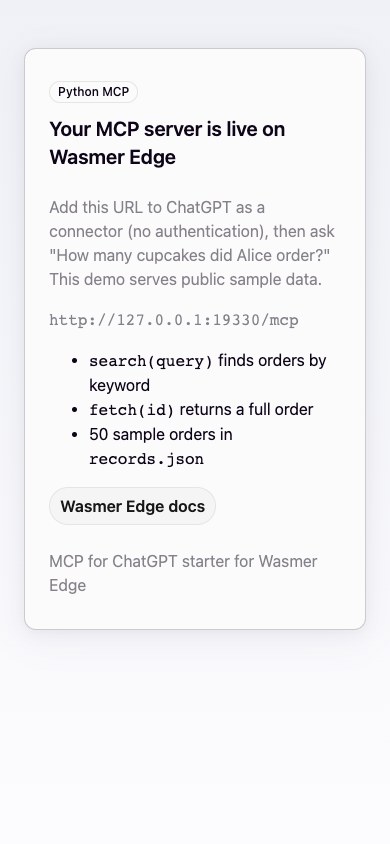 Python MCP
Your MCP server is live on
Wasmer Edge
Add this URL to ChatGPT as a
connector (no authentication), then ask
"How many cupcakes did Alice order?"
This demo serves public sample data.
http://127.0.0.1:19330/mcp
• search(query) finds orders by
keyword
• fetch(id) returns a full order
• 50 sample orders in
records.json
Wasmer Edge docs
MCP for ChatGPT starter for Wasmer
Edge